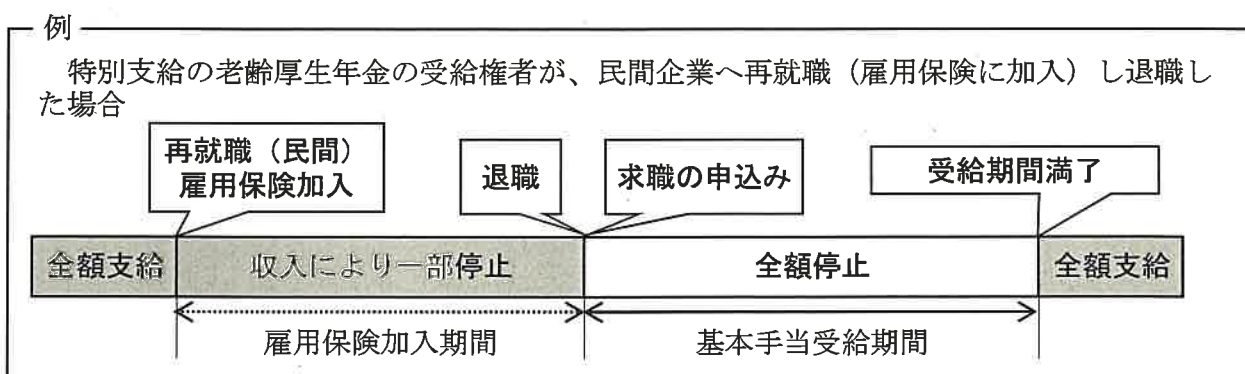 例
特別支給の老齢厚生年金の受給権者が、民間企業へ再就職（雇用保険に加入）し退職し
た場合
再就職（民間）
雇用保険加入
退職
求職の申込み
受給期間満了
全額支給
収入により一部停止
全額停止
全額支給
雇用保険加入期間
基本手当受給期間